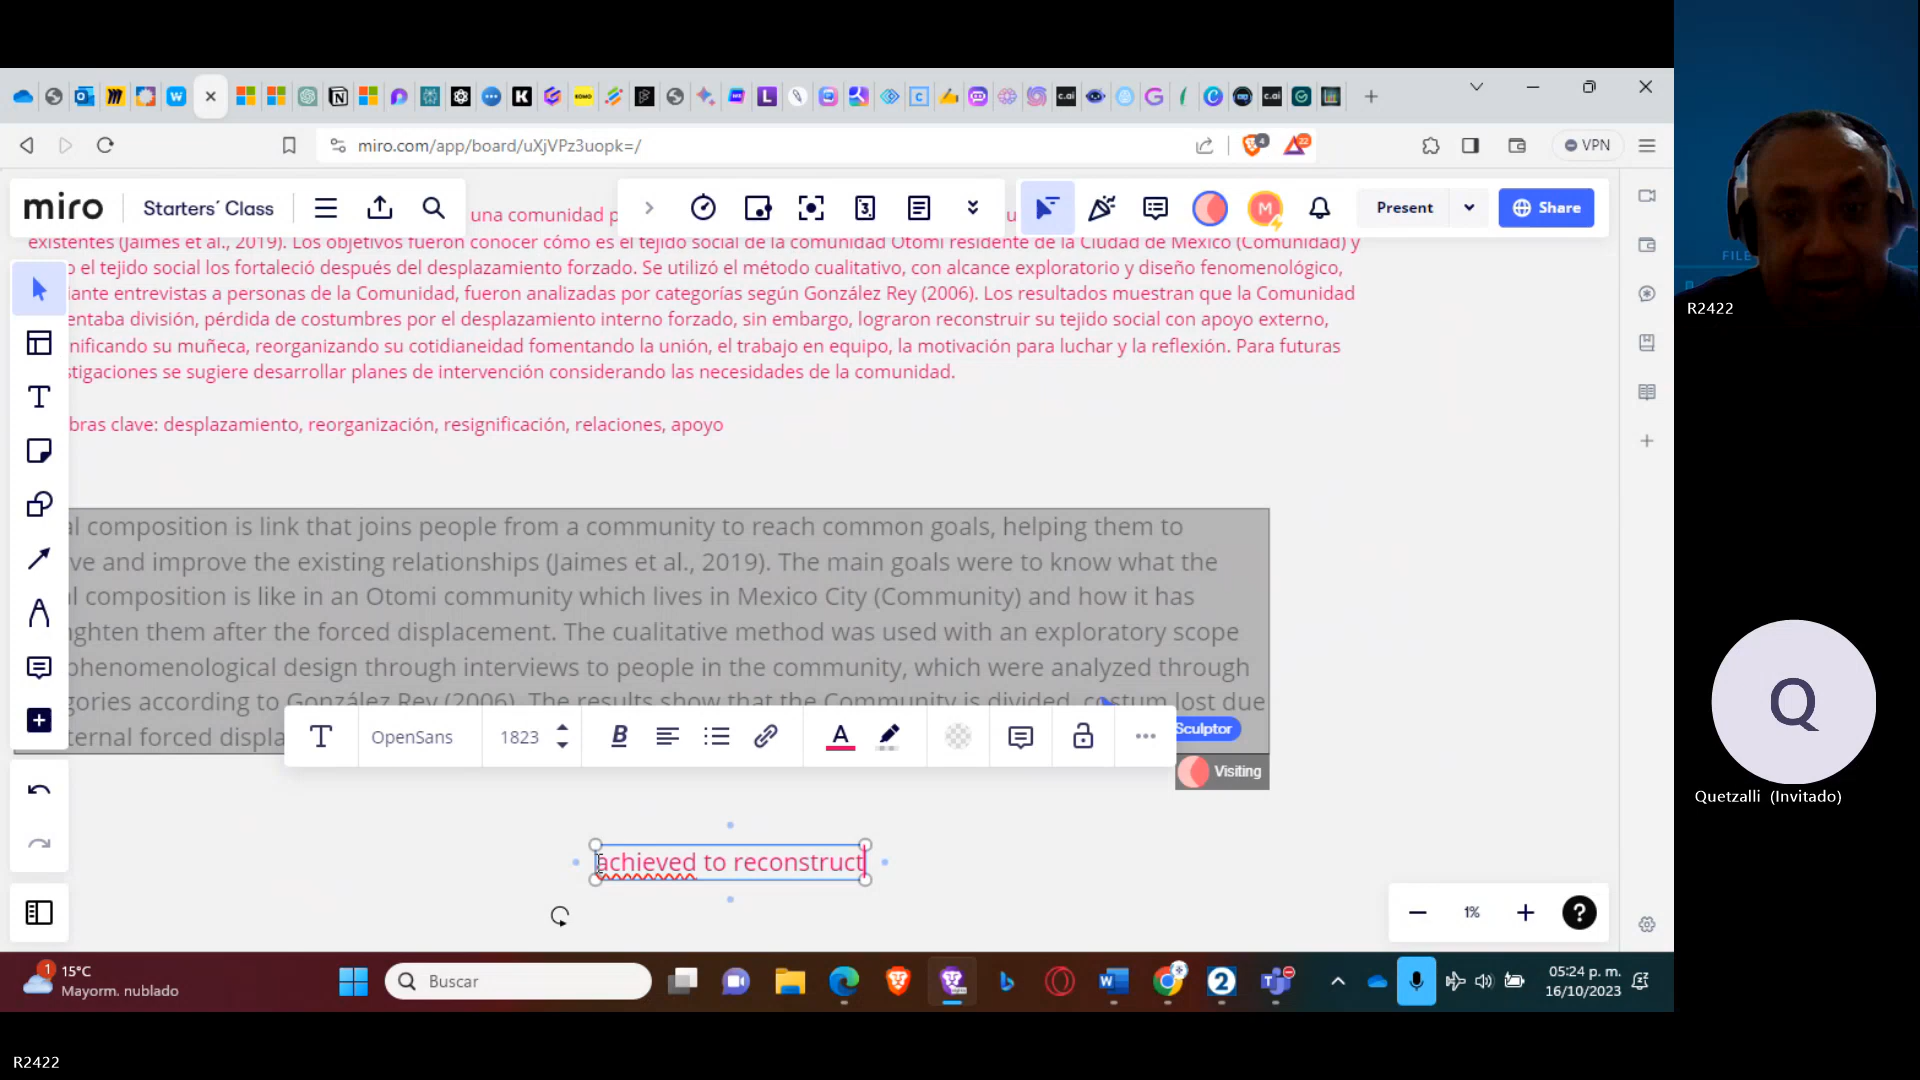 miro.com/app/board/uXjVPz3uopk=/
VPN
miro
Starters´ Class
Present
Share
una comunidad p
existentes (Jaimes et al., 2019). Los objetivos fueron conocer cómo es el tejido social de la comunidad Otomí residente de la Ciudad de México (Comunidad) y
el tejido social los fortaleció después del desplazamiento forzado. Se utilizó el método cualitativo, con alcance exploratorio y diseño fenomenológico,
iante entrevistas a personas de la Comunidad, fueron analizadas por categorías según González Rey (2006). Los resultados muestran que la Comunidad
entaba división, pérdida de costumbres por el desplazamiento interno forzado, sin embargo, lograron reconstruir su tejido social con apoyo externo,
nificando su muñeca, reorganizando su cotidianeidad fomentando la unión, el trabajo en equipo, la motivación para luchar y la reflexión. Para futuras
stigaciones se sugiere desarrollar planes de intervención considerando las necesidades de la comunidad.
bras clave: desplazamiento, reorganización, resignificación, relaciones, apoyo
al composition is link that joins people from a community to reach common goals, helping them to
ve and improve the existing relationships (Jaimes et al., 2019). The main goals were to know what the
al composition is like in an Otomi community which lives in Mexico City (Community) and how it has
nghten them after the forced displacement. The cualitative method was used with an exploratory scope
phenomenological design through interviews to people in the community, which were analyzed through
gories according to González Rey (2006). The results show that the Community is divided, costum lost due
ternal forced displa
OpenSans
1823
B
A
Sculptor
Visiting
achieved to reconstruct
1%
15°C
Mayorm. nublado
Buscar
05:24 p. m.
16/10/2023
R2422
FILE
Q
Quetzalli (Invitado)
R2422